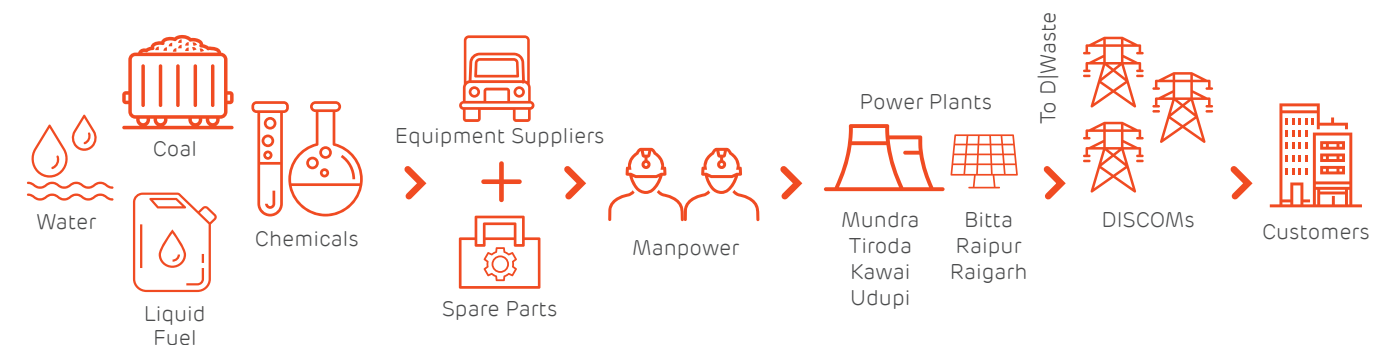 Water
Coal
Liquid
Fuel
Chemicals
Equipment Suppliers
Spare Parts
Manpower
Power Plants
Mundra
Tiroda
Kawai
Udupi
Bitta
Raipur
Raigarh
To D|Waste
DISCOMs
Customers